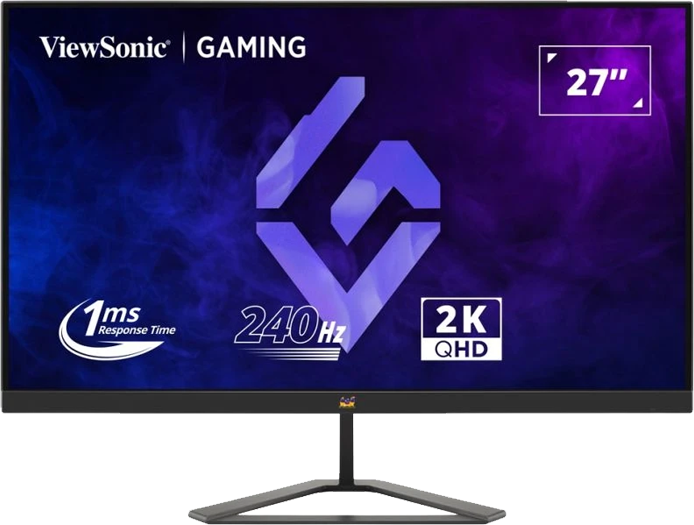 ViewSonic® | GAMING
27″
1ms
Response Time
240Hz
2K
QHD